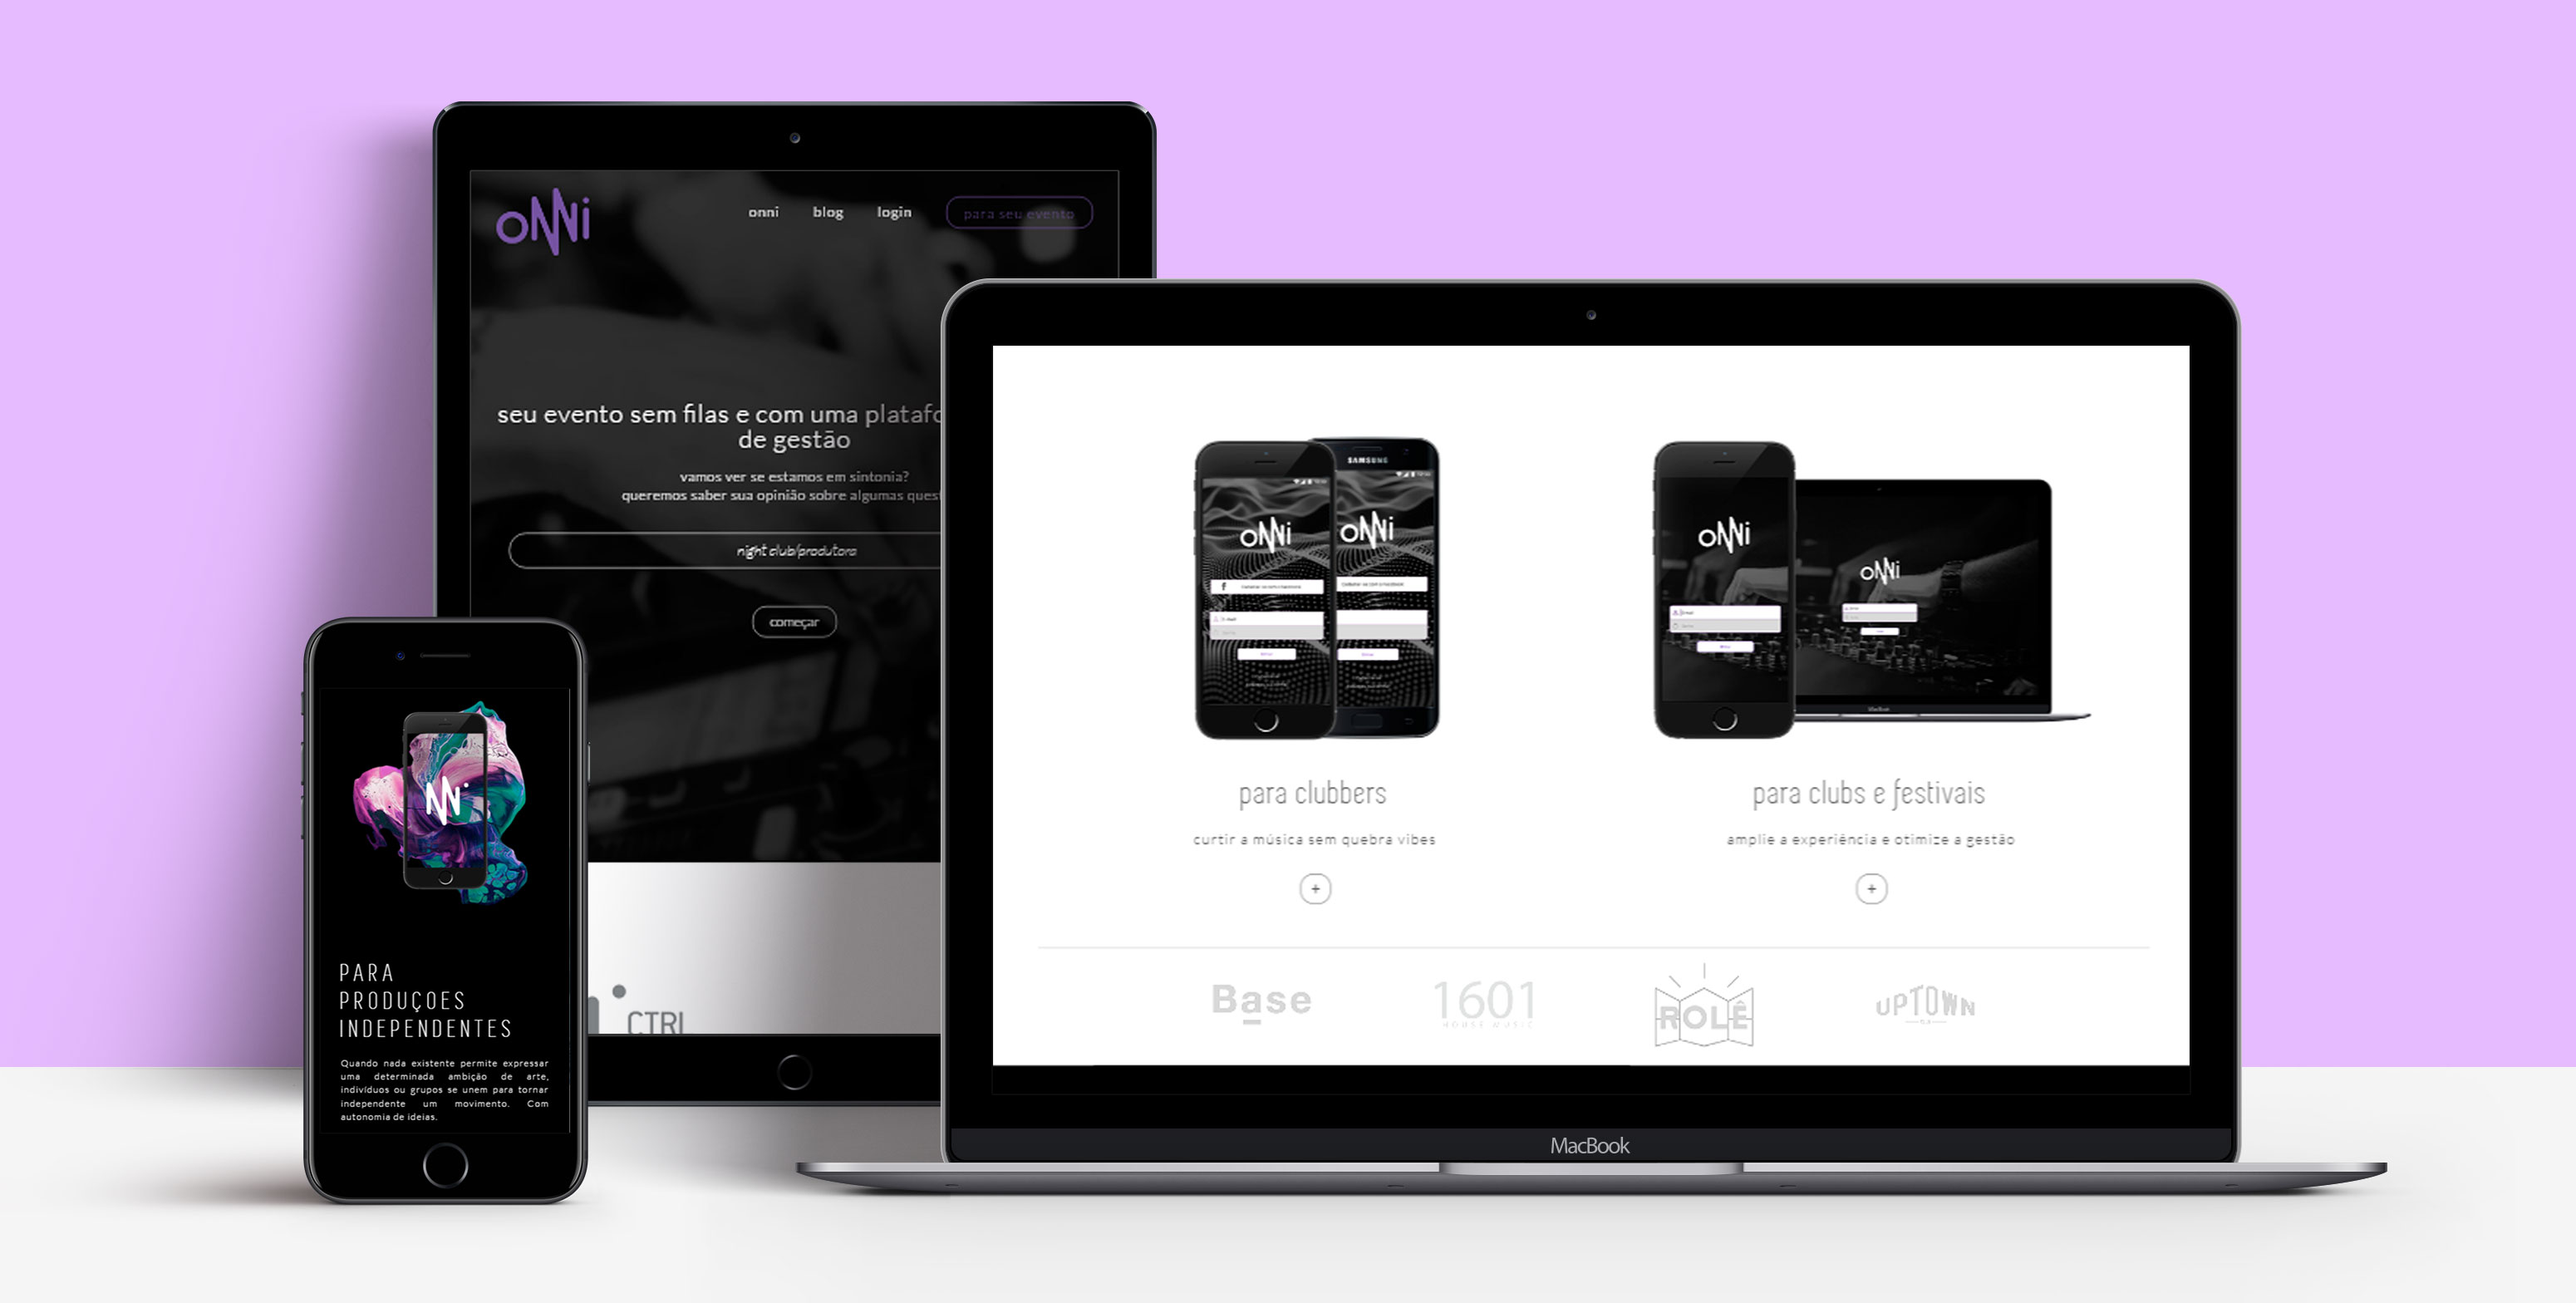 onni
onni blog login para seu evento
seu evento sem filas e com uma platafo
de gestão
vamos ver se estamos em sintonia?
queremos saber sua opinião sobre algumas quest
night club/produtora
começar
CTRL
PARA
PRODUÇOES
INDEPENDENTES
Quando nada existente permite expressar
uma determinada ambição de arte,
indivíduos ou grupos se unem para tornar
independente um movimento. Com
autonomia de ideias.
SAMSUNG
onni
onni
onni
onni
E-mail
MacBook
para clubbers
curtir a música sem quebra vibes
+
para clubs e festivais
amplie a experiência e otimize a gestão
+
Base
1601
HOUSE MUSIC
ROLÊ
UPTOWN
MacBook